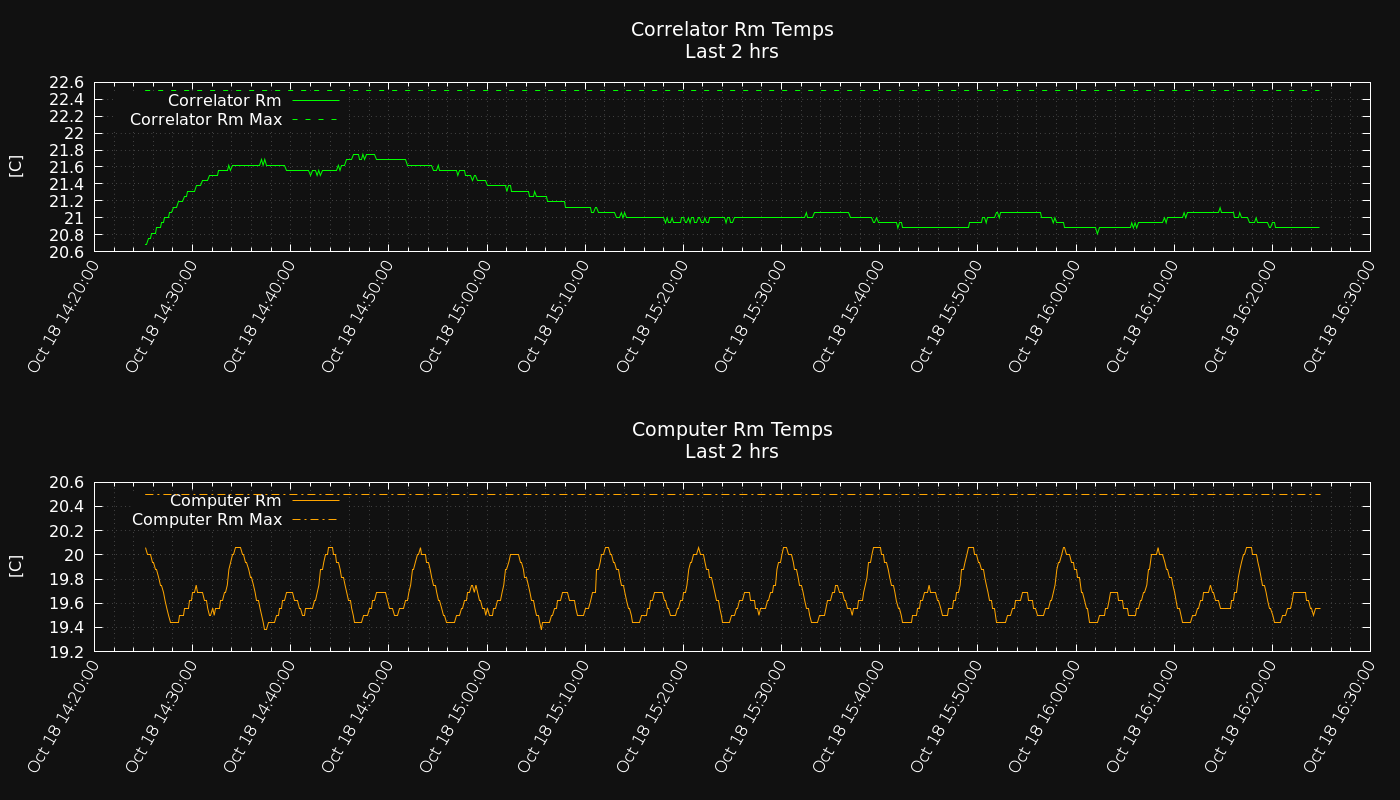 Correlator Rm Temps
Last 2 hrs
22.6
22.4
22.2
22
21.8
21.6
21.4
21.2
21
20.8
20.6
[C]
Correlator Rm
Correlator Rm Max
Oct 18 14:20:00
Oct 18 14:30:00
Oct 18 14:40:00
Oct 18 14:50:00
Oct 18 15:00:00
Oct 18 15:10:00
Oct 18 15:20:00
Oct 18 15:30:00
Oct 18 15:40:00
Oct 18 15:50:00
Oct 18 16:00:00
Oct 18 16:10:00
Oct 18 16:20:00
Oct 18 16:30:00
Computer Rm Temps
Last 2 hrs
20.6
20.4
20.2
20
19.8
19.6
19.4
19.2
[C]
Computer Rm
Computer Rm Max
Oct 18 14:20:00
Oct 18 14:30:00
Oct 18 14:40:00
Oct 18 14:50:00
Oct 18 15:00:00
Oct 18 15:10:00
Oct 18 15:20:00
Oct 18 15:30:00
Oct 18 15:40:00
Oct 18 15:50:00
Oct 18 16:00:00
Oct 18 16:10:00
Oct 18 16:20:00
Oct 18 16:30:00